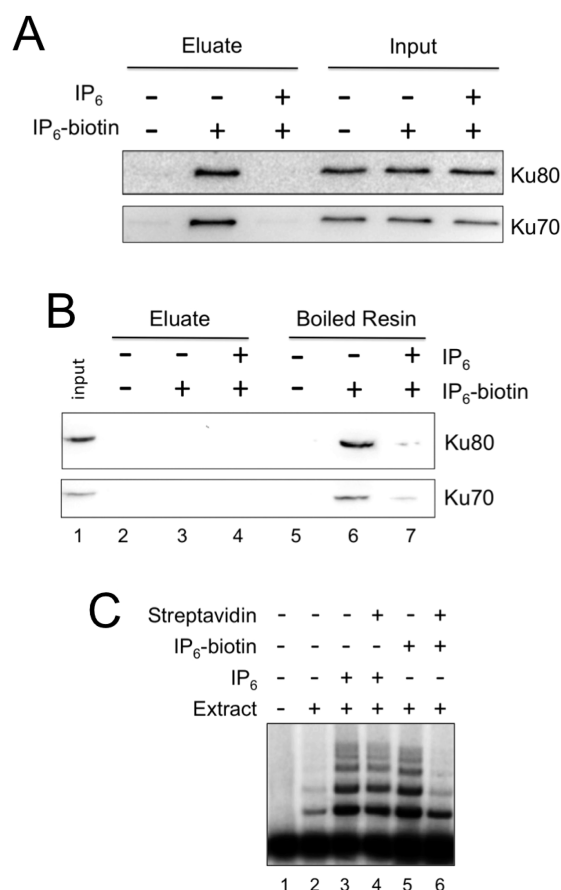 A
Eluate Input
IP6 - - + - - +
IP6-biotin - + + - + +
Ku80
Ku70
B
Eluate Boiled Resin
input
- - + - - + IP6
- + + - + + IP6-biotin
Ku80
Ku70
1 2 3 4 5 6 7
C
Streptavidin - - - + - +
IP6-biotin - - - - + +
IP6 - - + + - -
Extract - + + + + +
1 2 3 4 5 6